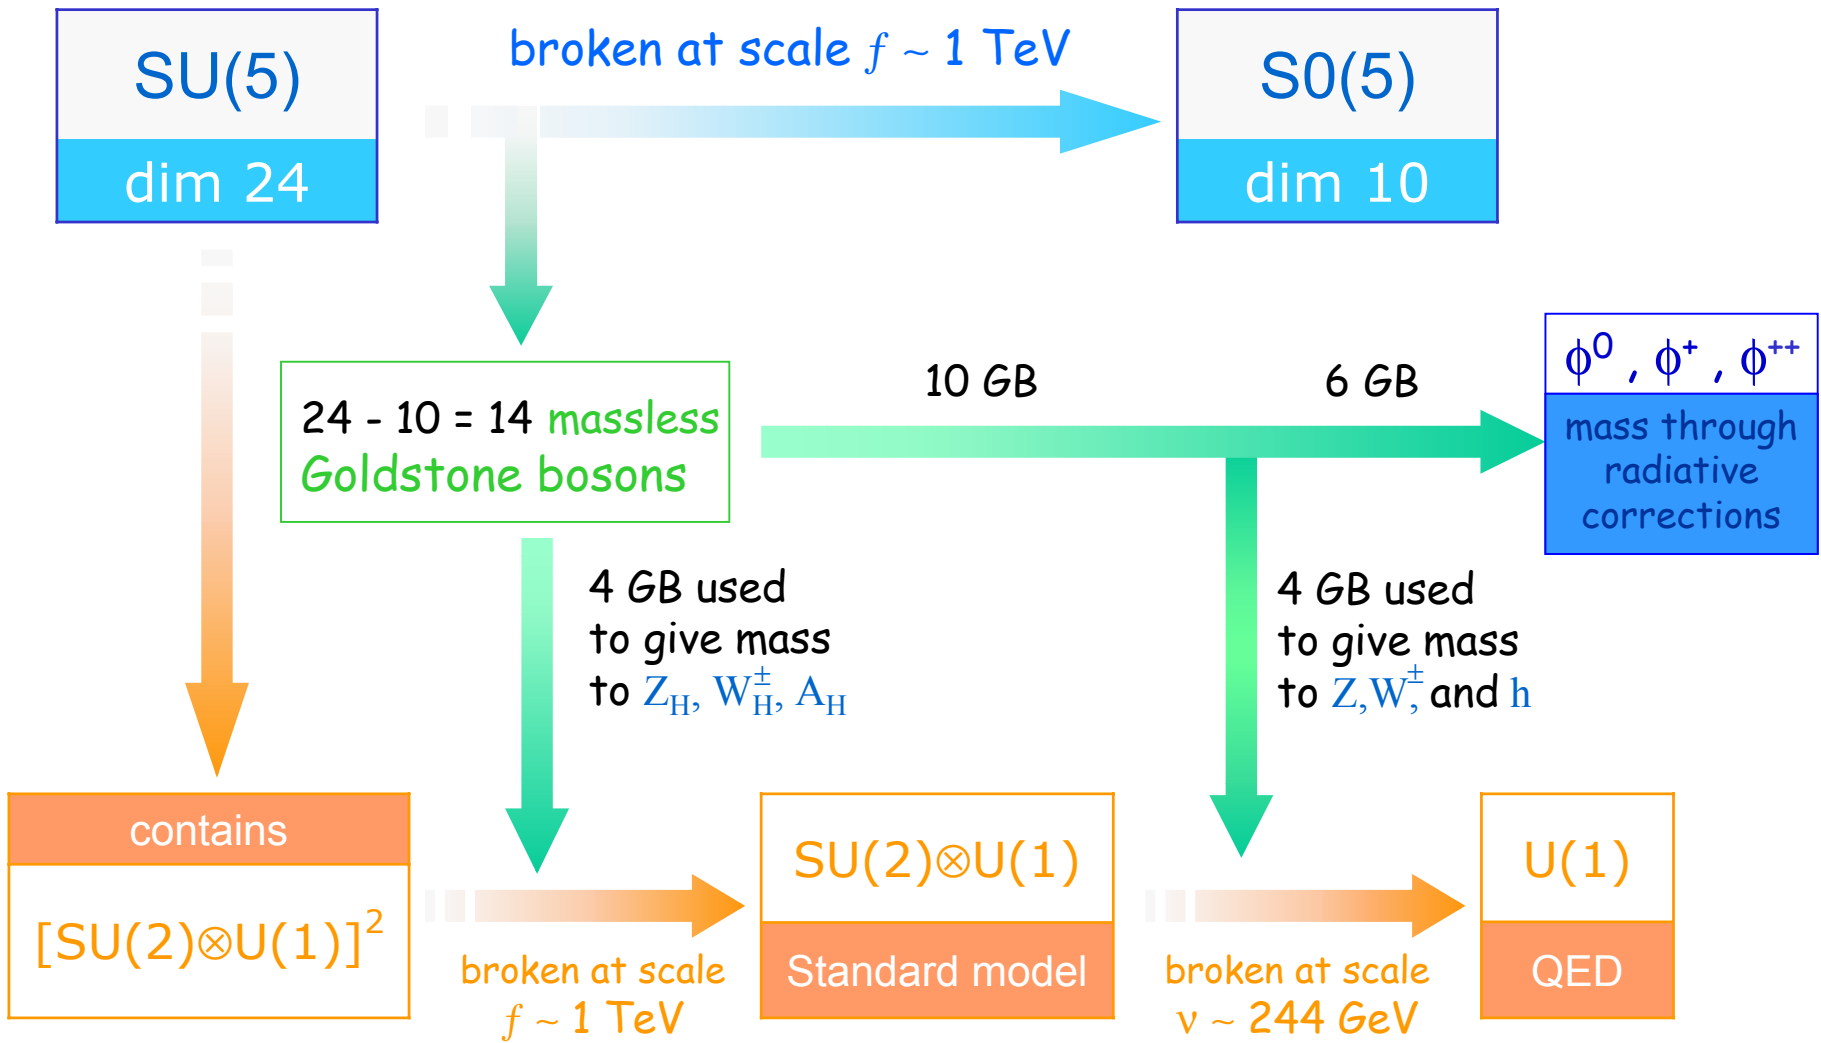 SU(5)
dim 24
broken at scale f ~ 1 TeV
S0(5)
dim 10
24 - 10 = 14 massless
Goldstone bosons
10 GB
6 GB
ϕ⁰ , ϕ⁺ , ϕ⁺⁺
mass through
radiative
corrections
4 GB used
to give mass
to Z_H, W_H^±, A_H
4 GB used
to give mass
to Z,W^±, and h
contains
[SU(2)⊗U(1)]²
broken at scale
f ~ 1 TeV
SU(2)⊗U(1)
Standard model
broken at scale
ν ~ 244 GeV
U(1)
QED